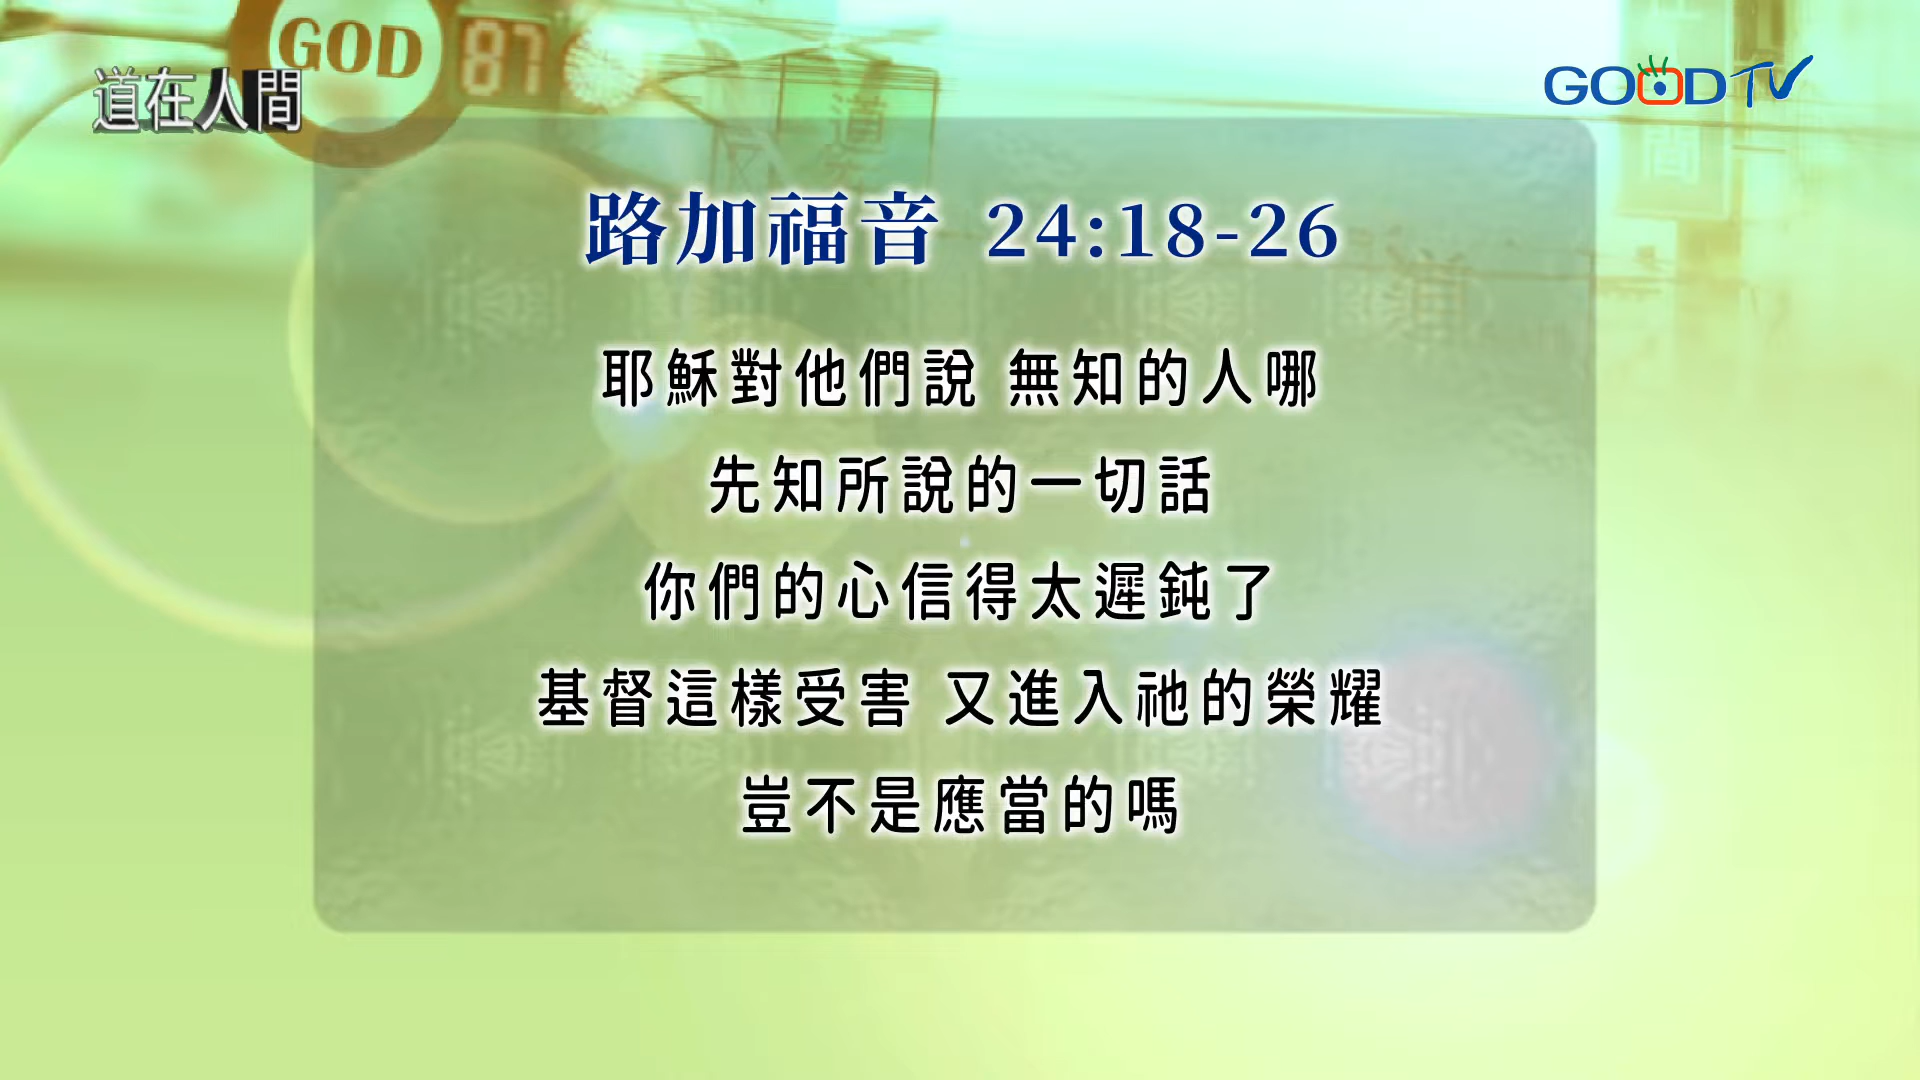 GOD 87
道在人間
GOOD TV
路加福音 24:18-26
耶穌對他們說 無知的人哪
先知所說的一切話
你們的心信得太遲鈍了
基督這樣受害 又進入祂的榮耀
豈不是應當的嗎